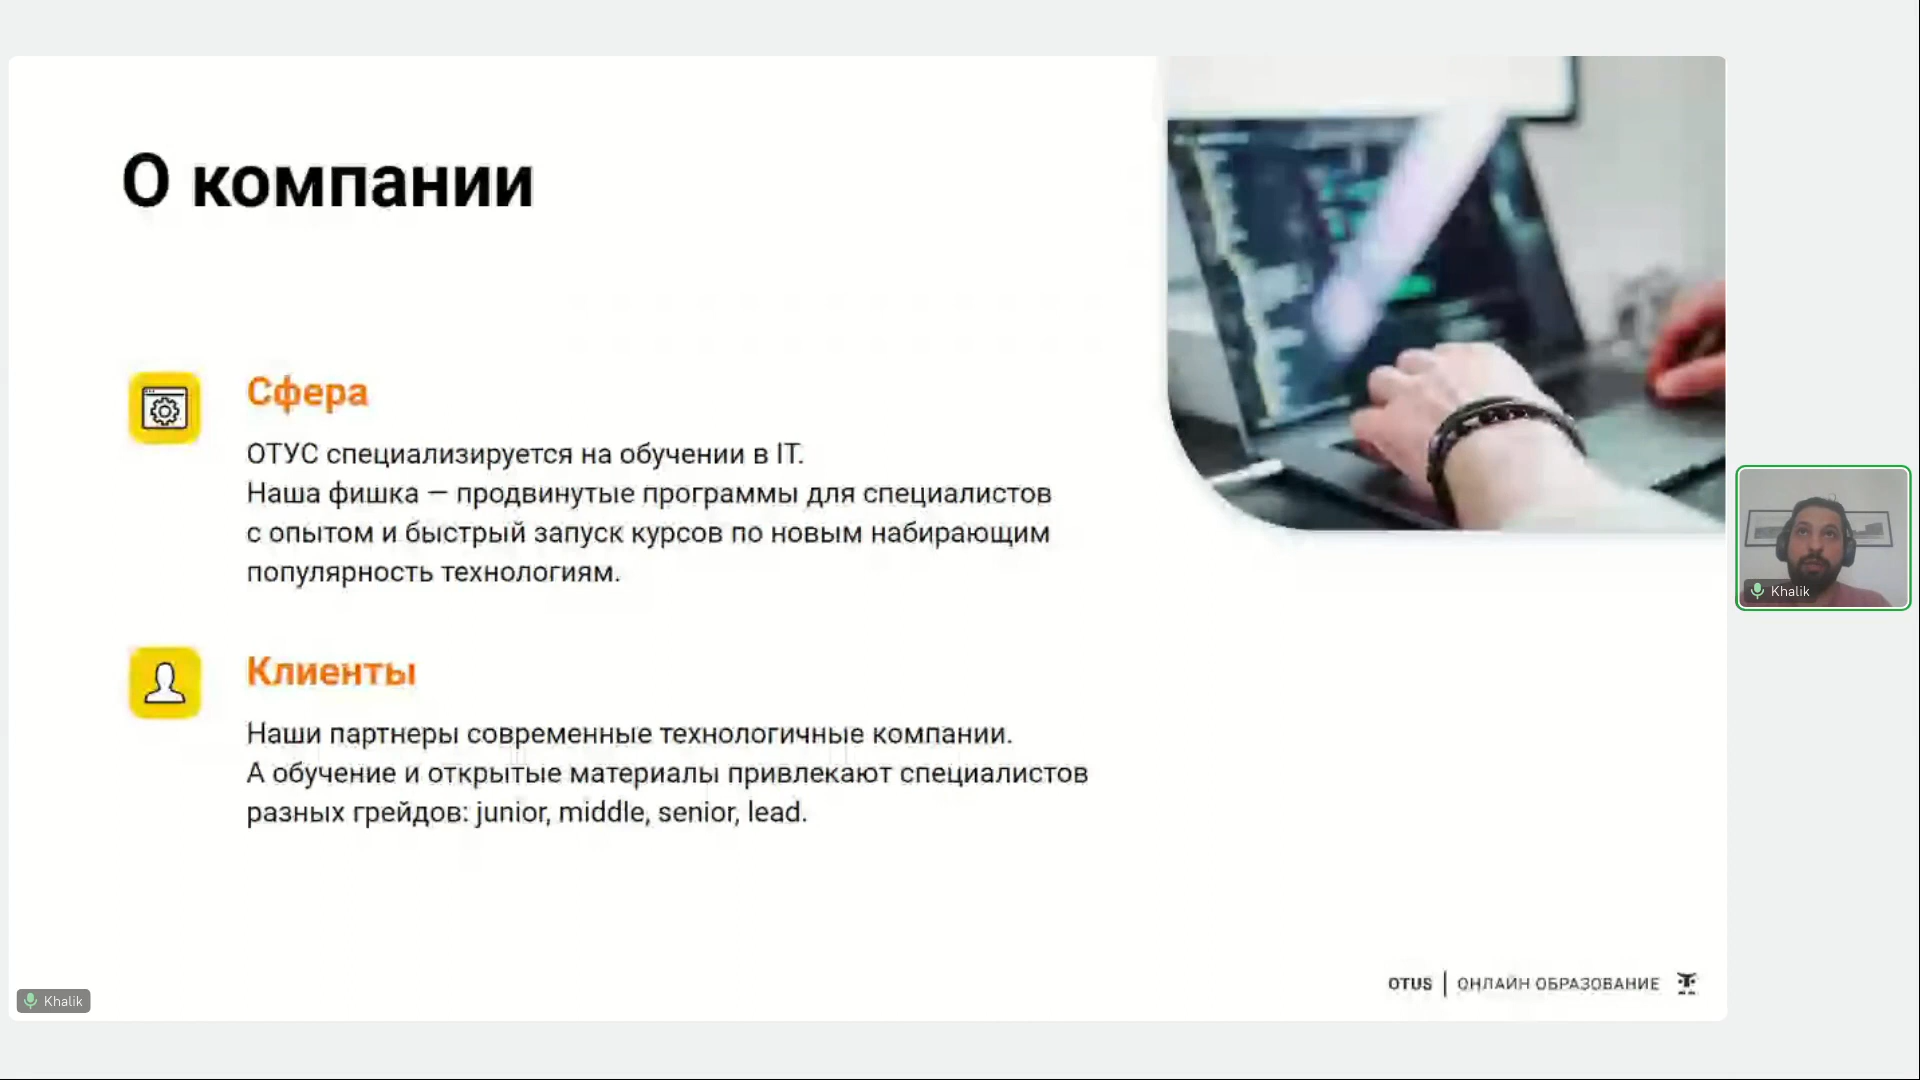 О компании
Сфера
ОТУС специализируется на обучении в IT.
Наша фишка — продвинутые программы для специалистов
с опытом и быстрый запуск курсов по новым набирающим
популярность технологиям.
Клиенты
Наши партнеры современные технологичные компании.
А обучение и открытые материалы привлекают специалистов
разных грейдов: junior, middle, senior, lead.
OTUS | ОНЛАЙН ОБРАЗОВАНИЕ
Khalik
Khalik